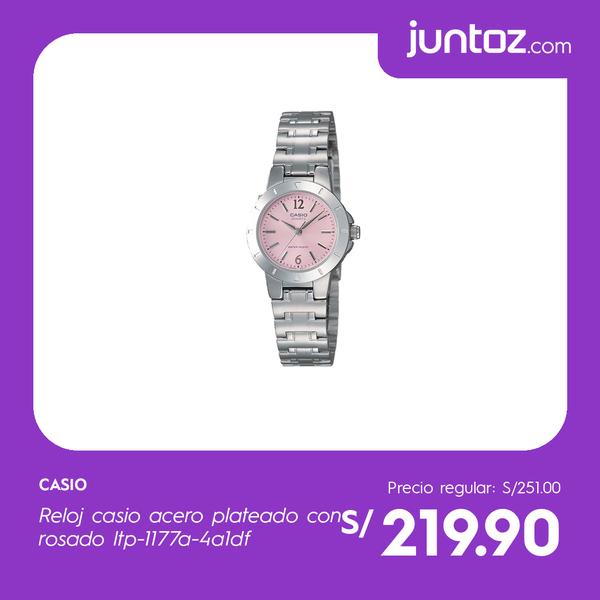 juntoz.com
12
CASIO
QUARTZ
6
CASIO
Precio regular: S/251.00
Reloj casio acero plateado con
rosado ltp-1177a-4a1df
S/ 219.90